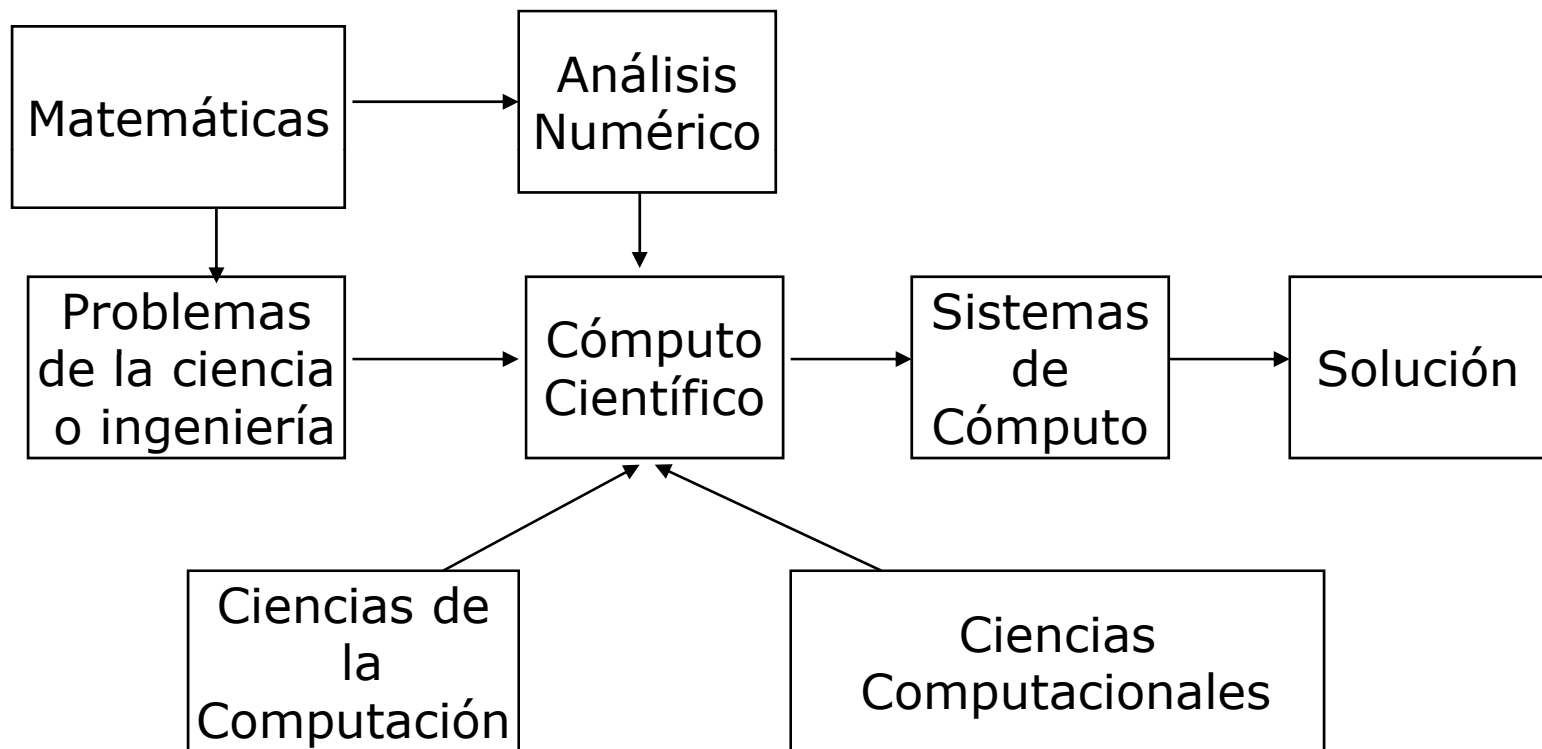 Matemáticas
Análisis
Numérico
Problemas
de la ciencia
o ingeniería
Cómputo
Científico
Sistemas
de
Cómputo
Solución
Ciencias de
la
Computación
Ciencias
Computacionales